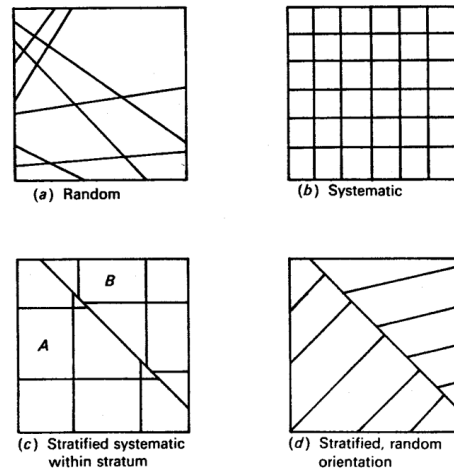 (a) Random
(b) Systematic
B
A
(c) Stratified systematic
within stratum
(d) Stratified, random
orientation